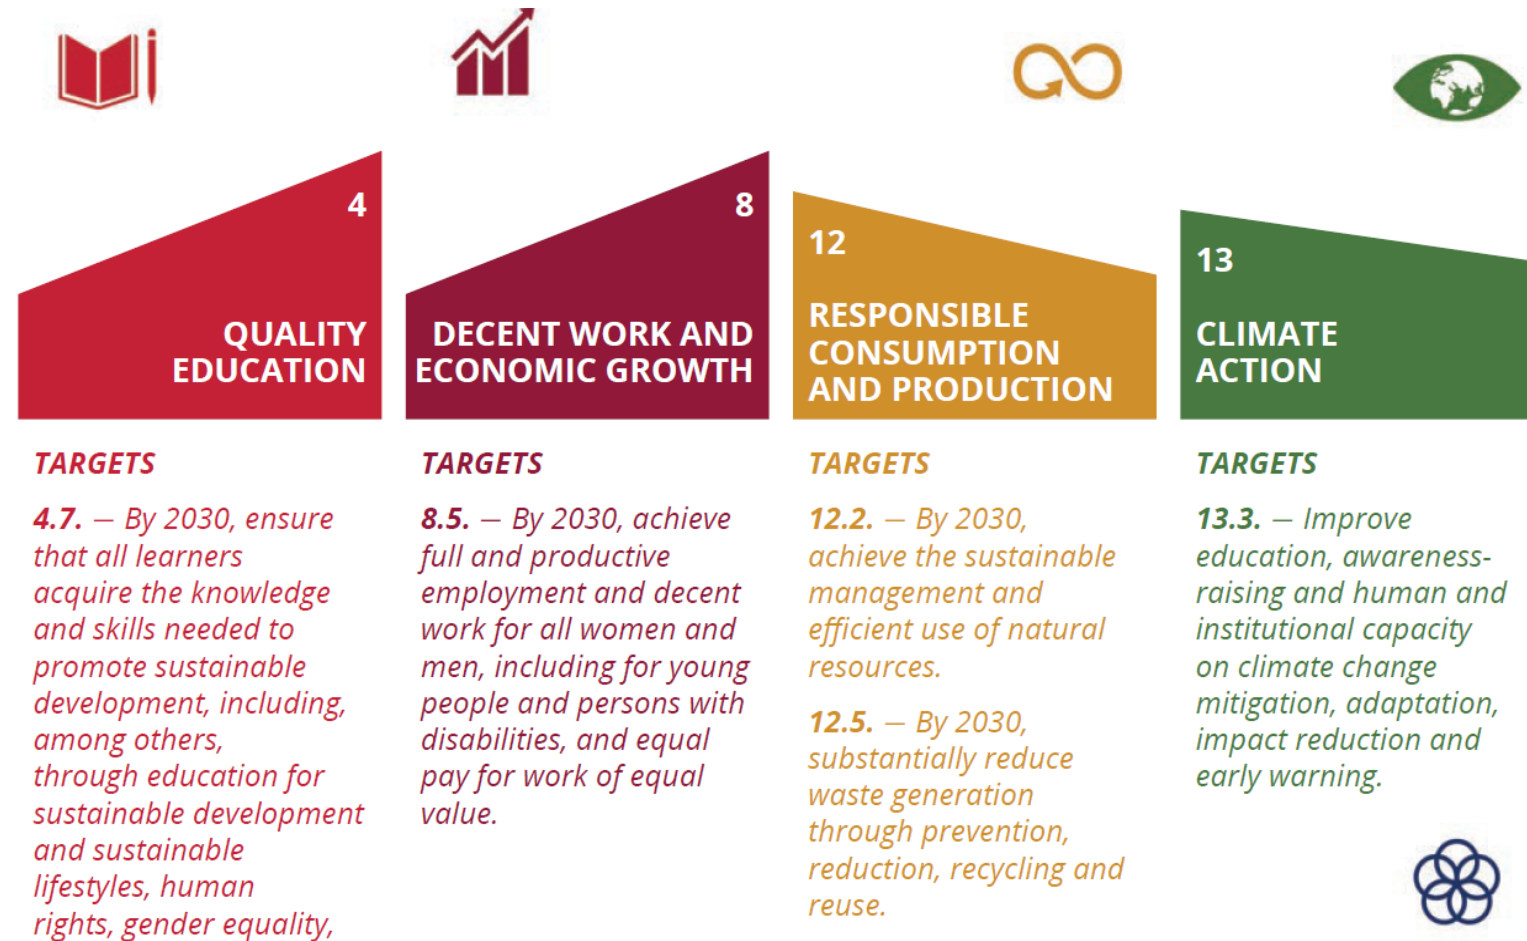 4
QUALITY
EDUCATION
TARGETS
4.7. — By 2030, ensure
that all learners
acquire the knowledge
and skills needed to
promote sustainable
development, including,
among others,
through education for
sustainable development
and sustainable
lifestyles, human
rights, gender equality,
8
DECENT WORK AND
ECONOMIC GROWTH
TARGETS
8.5. — By 2030, achieve
full and productive
employment and decent
work for all women and
men, including for young
people and persons with
disabilities, and equal
pay for work of equal
value.
12
RESPONSIBLE
CONSUMPTION
AND PRODUCTION
TARGETS
12.2. — By 2030,
achieve the sustainable
management and
efficient use of natural
resources.
12.5. — By 2030,
substantially reduce
waste generation
through prevention,
reduction, recycling and
reuse.
13
CLIMATE
ACTION
TARGETS
13.3. — Improve
education, awareness-
raising and human and
institutional capacity
on climate change
mitigation, adaptation,
impact reduction and
early warning.